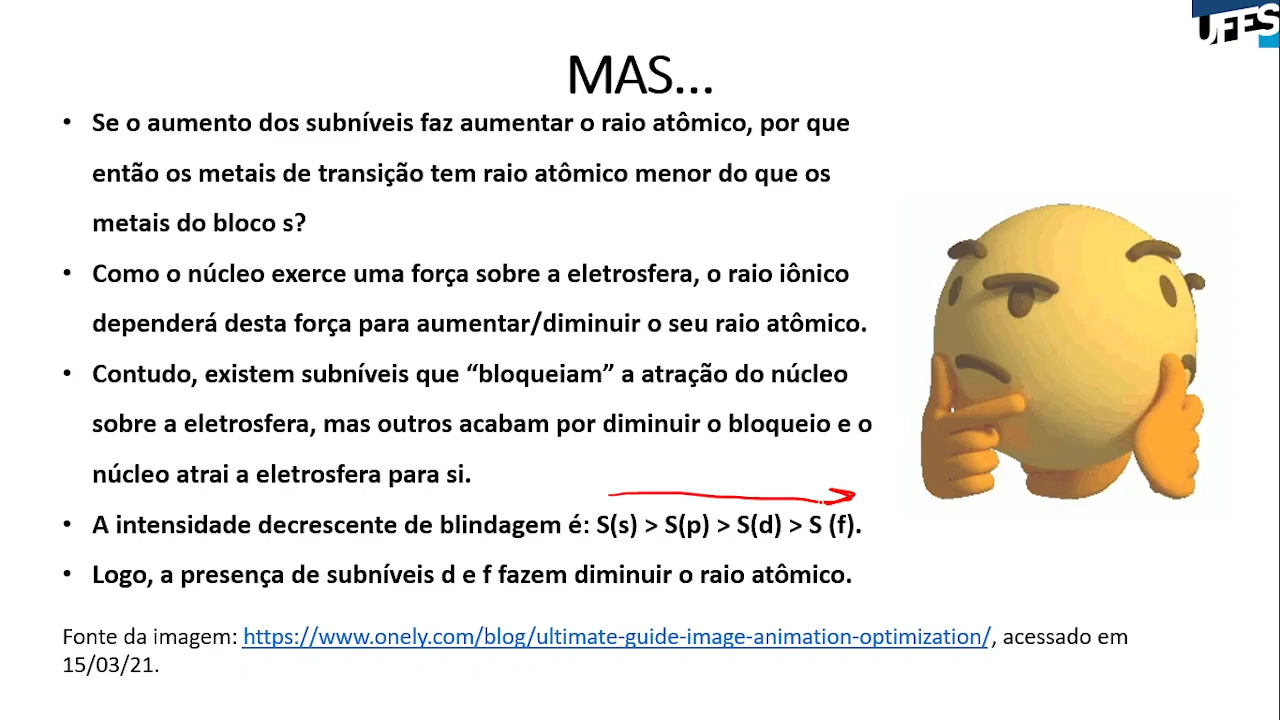 UFES
MAS...
• Se o aumento dos subníveis faz aumentar o raio atômico, por que
então os metais de transição tem raio atômico menor do que os
metais do bloco s?
• Como o núcleo exerce uma força sobre a eletrosfera, o raio iônico
dependerá desta força para aumentar/diminuir o seu raio atômico.
• Contudo, existem subníveis que “bloqueiam” a atração do núcleo
sobre a eletrosfera, mas outros acabam por diminuir o bloqueio e o
núcleo atrai a eletrosfera para si.
• A intensidade decrescente de blindagem é: S(s) > S(p) > S(d) > S (f).
• Logo, a presença de subníveis d e f fazem diminuir o raio atômico.
Fonte da imagem: https://www.onely.com/blog/ultimate-guide-image-animation-optimization/, acessado em
15/03/21.